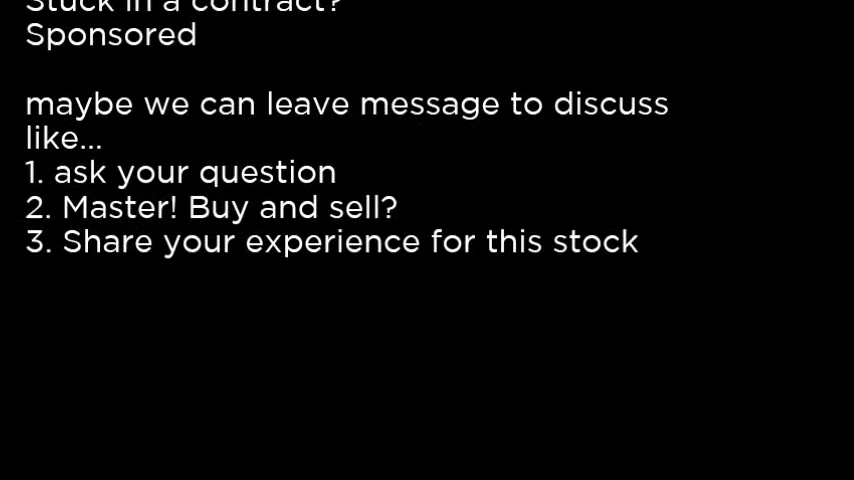 Stuck in a contract?
Sponsored
maybe we can leave message to discuss
like...
1. ask your question
2. Master! Buy and sell?
3. Share your experience for this stock